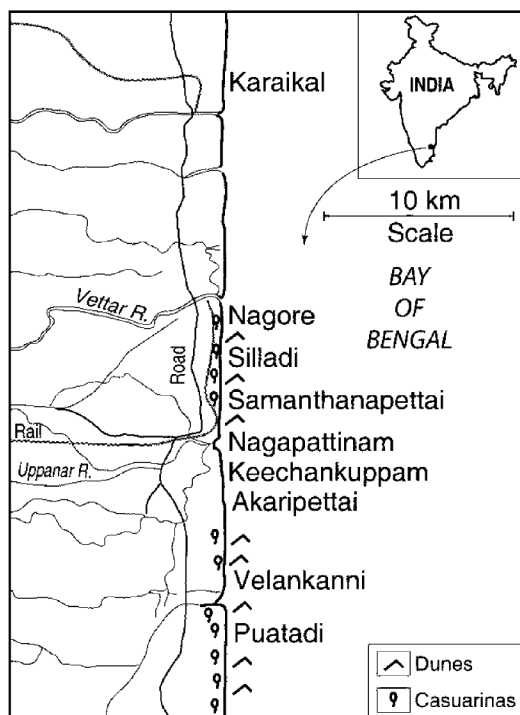 Karaikal
INDIA
10 km
Scale
BAY
OF
BENGAL
Vettar R.
Nagore
Silladi
Road
Samanthanapettai
Rail
Nagapattinam
Uppanar R.
Keechankuppam
Akaripettai
Velankanni
Puatadi
Dunes
Casuarinas